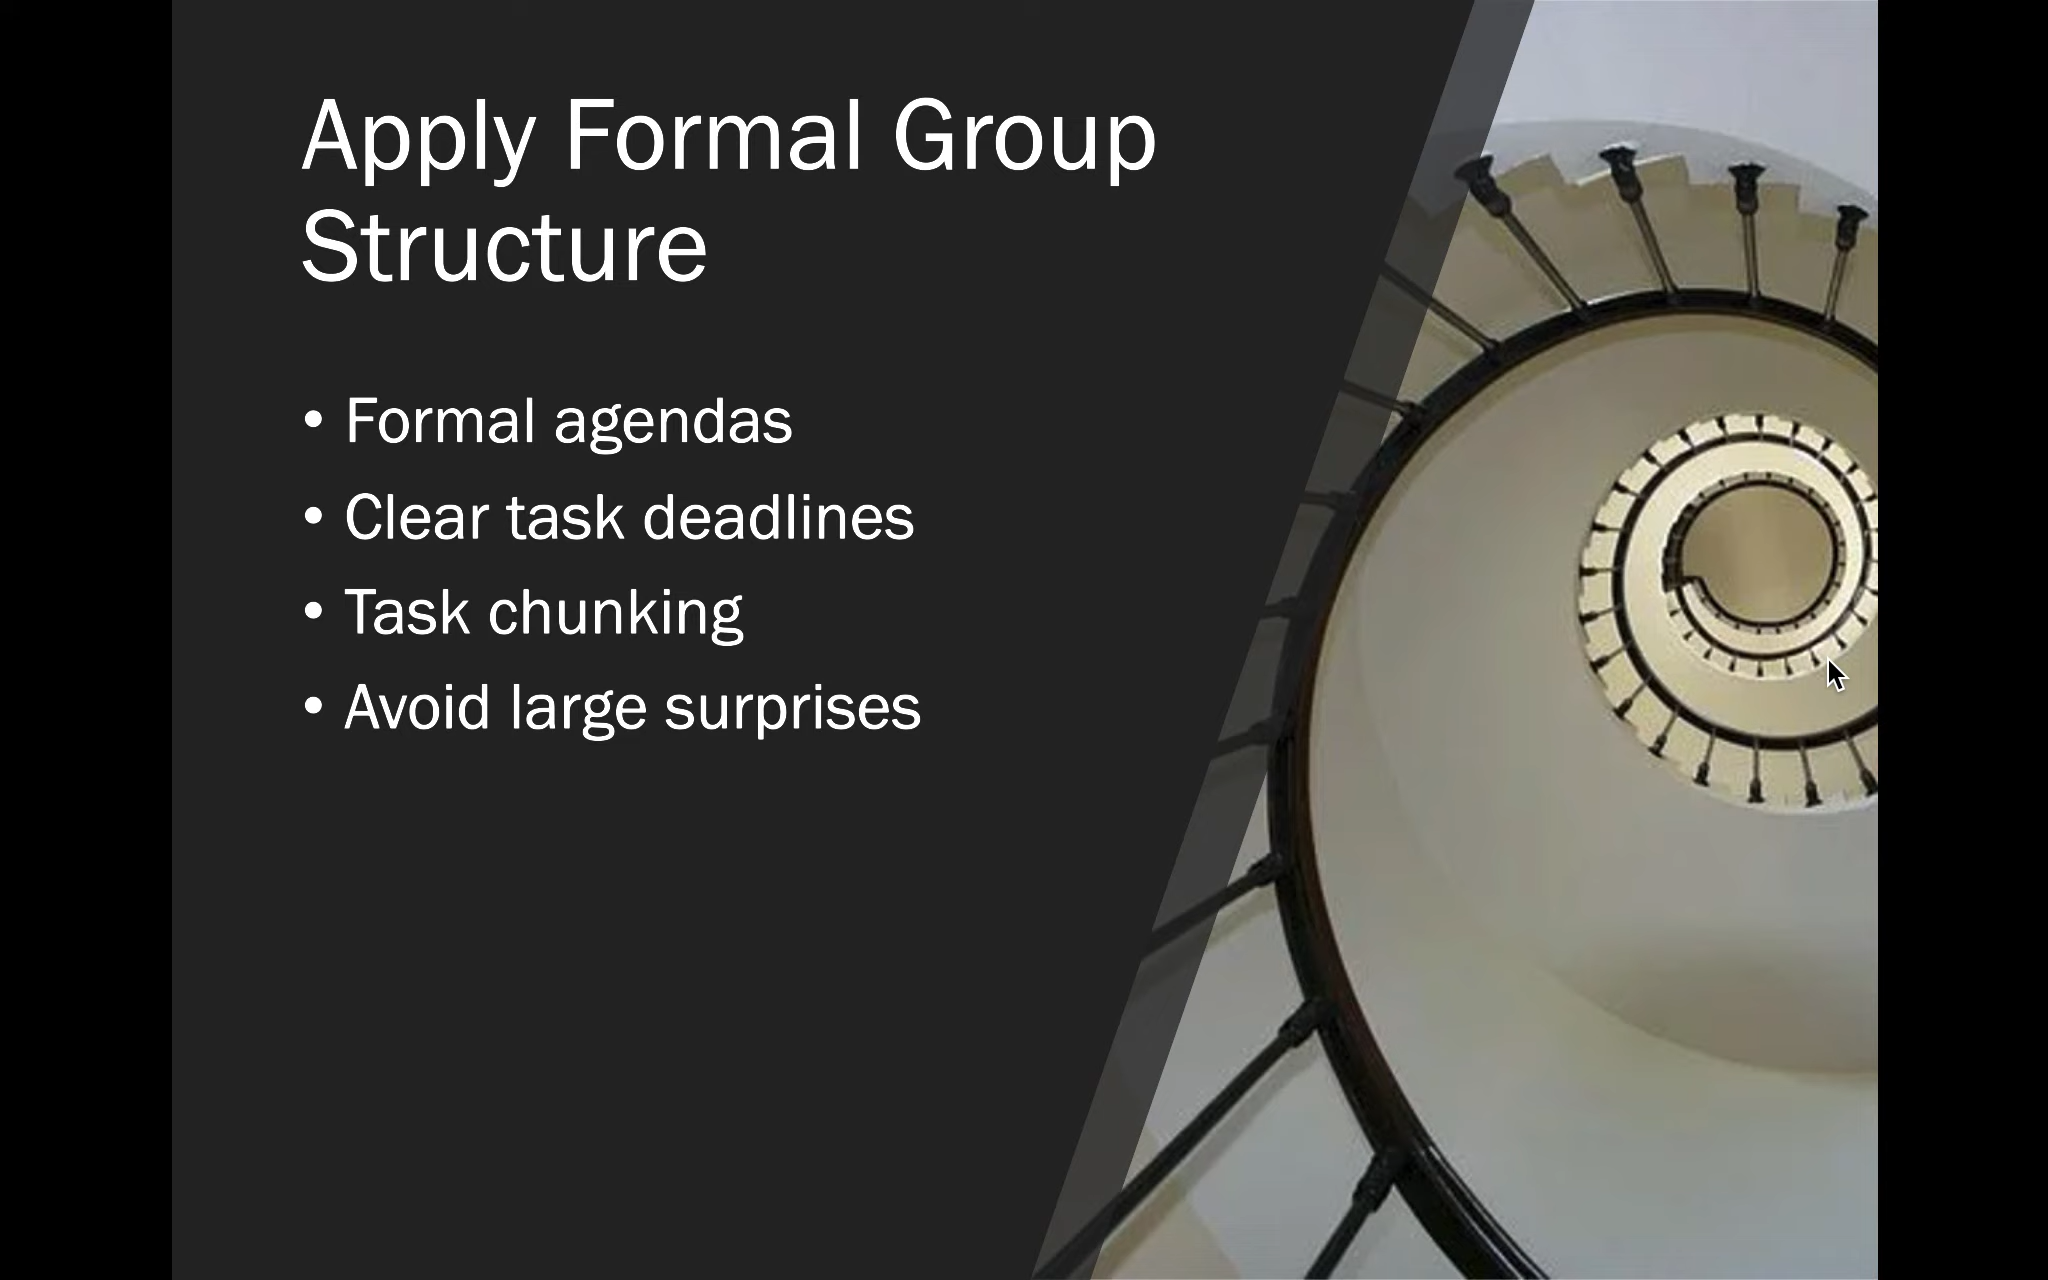 Apply Formal Group
Structure
• Formal agendas
• Clear task deadlines
• Task chunking
• Avoid large surprises